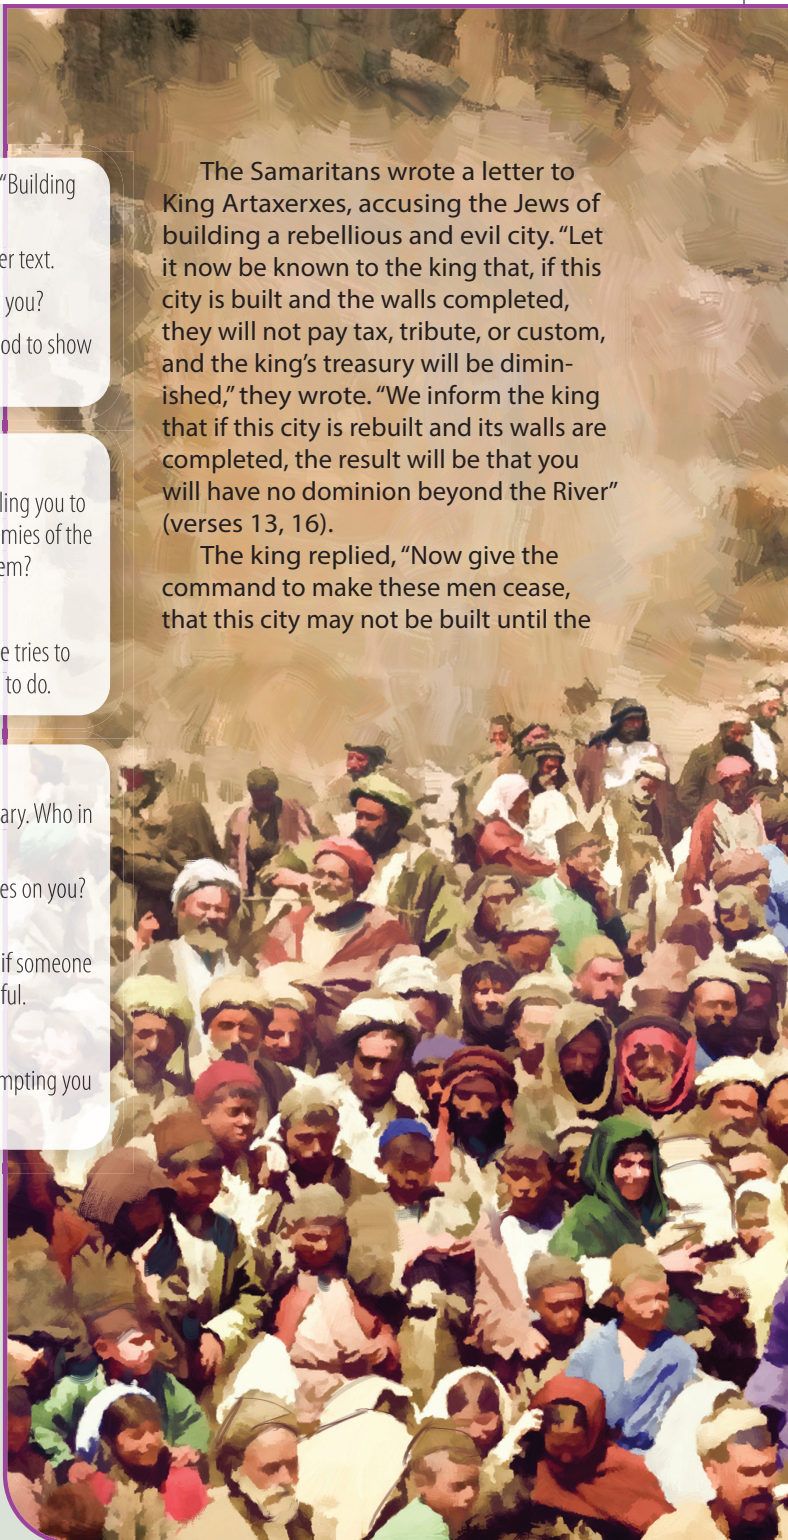 “Building
er text.
you?
od to show
ling you to
mies of the
em?
e tries to
to do.
ary. Who in
es on you?
if someone
ful.
mpting you
The Samaritans wrote a letter to
King Artaxerxes, accusing the Jews of
building a rebellious and evil city. “Let
it now be known to the king that, if this
city is built and the walls completed,
they will not pay tax, tribute, or custom,
and the king’s treasury will be dimin-
ished,” they wrote. “We inform the king
that if this city is rebuilt and its walls are
completed, the result will be that you
will have no dominion beyond the River”
(verses 13, 16).
The king replied, “Now give the
command to make these men cease,
that this city may not be built until the